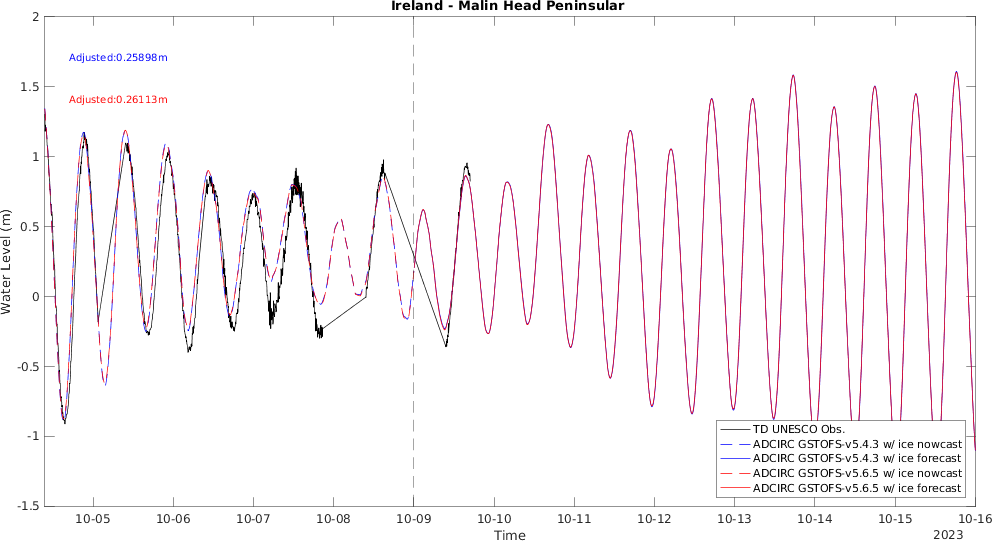 Ireland - Malin Head Peninsular
2
1.5
1
0.5
0
-0.5
-1
-1.5
Water Level (m)
Adjusted:0.25898m
Adjusted:0.26113m
TD UNESCO Obs.
ADCIRC GSTOFS-v5.4.3 w/ ice nowcast
ADCIRC GSTOFS-v5.4.3 w/ ice forecast
ADCIRC GSTOFS-v5.6.5 w/ ice nowcast
ADCIRC GSTOFS-v5.6.5 w/ ice forecast
10-05 10-06 10-07 10-08 10-09 10-10 10-11 10-12 10-13 10-14 10-15 10-16
Time
2023